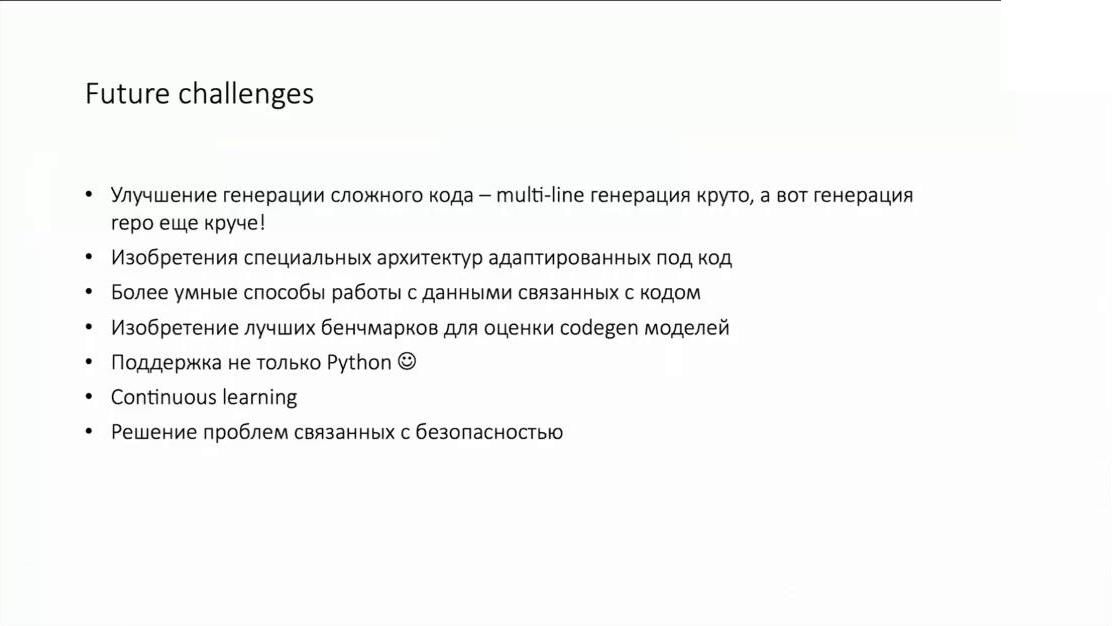 Future challenges
• Улучшение генерации сложного кода – multi-line генерация круто, а вот генерация
repo еще круче!
• Изобретения специальных архитектур адаптированных под код
• Более умные способы работы с данными связанных с кодом
• Изобретение лучших бенчмарков для оценки codegen моделей
• Поддержка не только Python ☺
• Continuous learning
• Решение проблем связанных с безопасностью